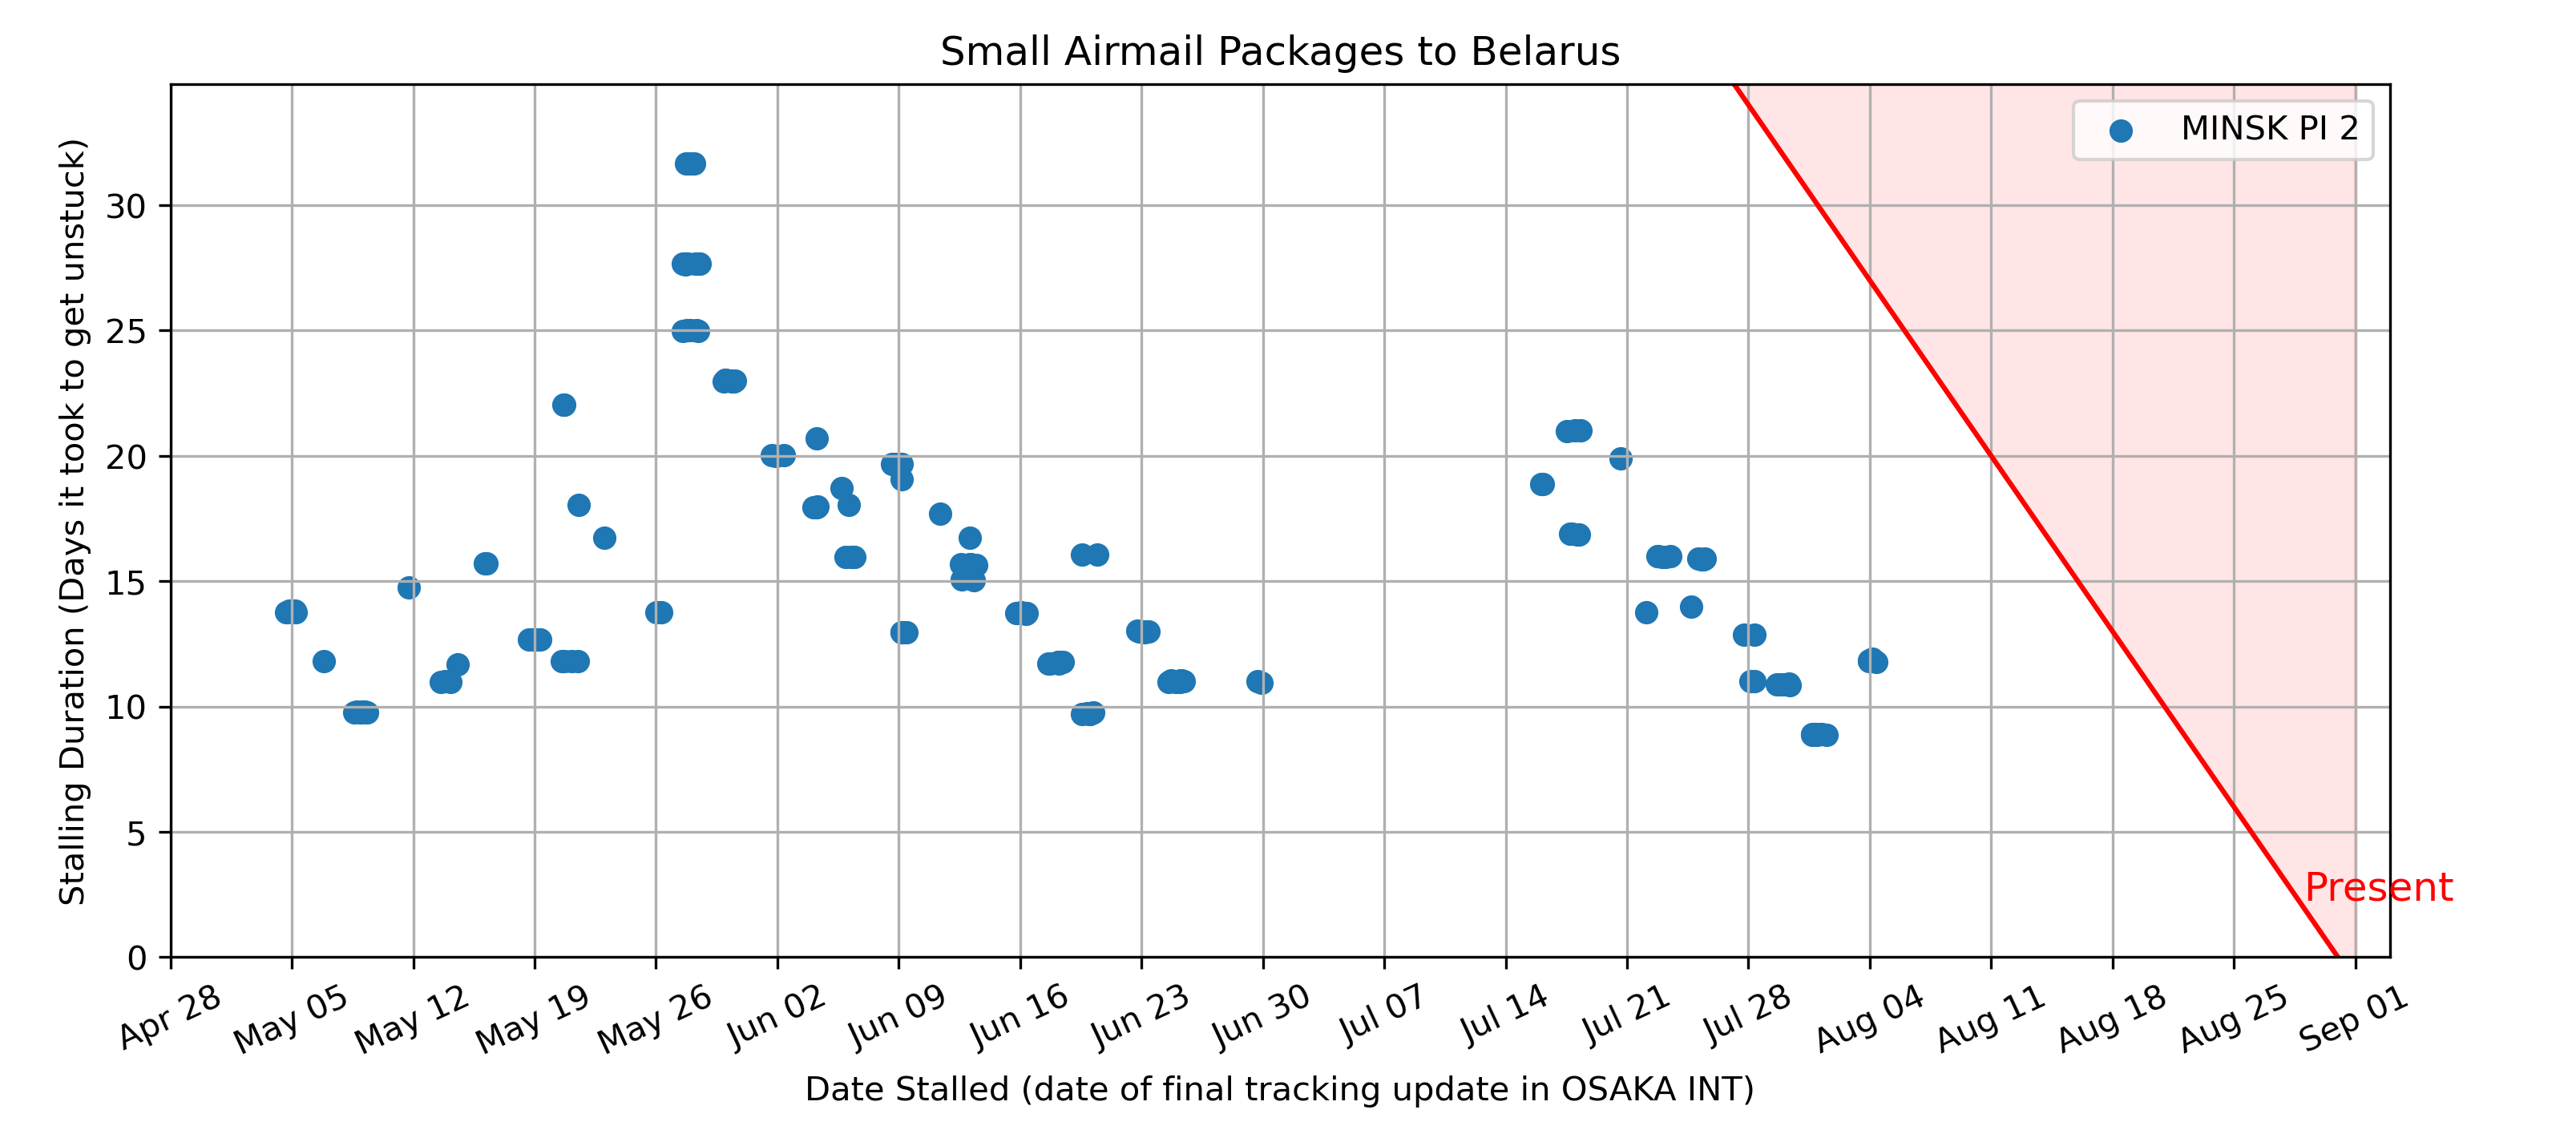 Small Airmail Packages to Belarus
MINSK PI 2
Stalling Duration (Days it took to get unstuck)
30
25
20
15
10
5
0
Present
Apr 28 May 05 May 12 May 19 May 26 Jun 02 Jun 09 Jun 16 Jun 23 Jun 30 Jul 07 Jul 14 Jul 21 Jul 28 Aug 04 Aug 11 Aug 18 Aug 25 Sep 01
Date Stalled (date of final tracking update in OSAKA INT)